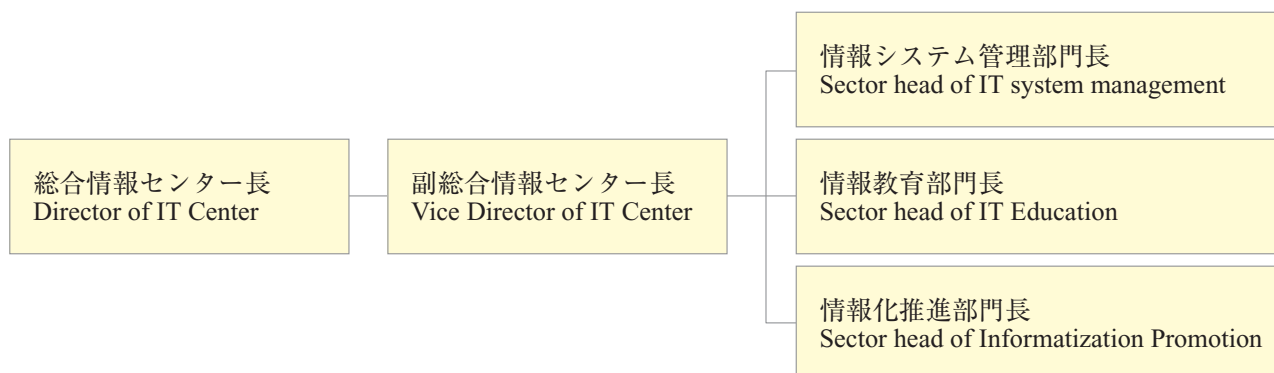 総合情報センター長
Director of IT Center
副総合情報センター長
Vice Director of IT Center
情報システム管理部門長
Sector head of IT system management
情報教育部門長
Sector head of IT Education
情報化推進部門長
Sector head of Informatization Promotion